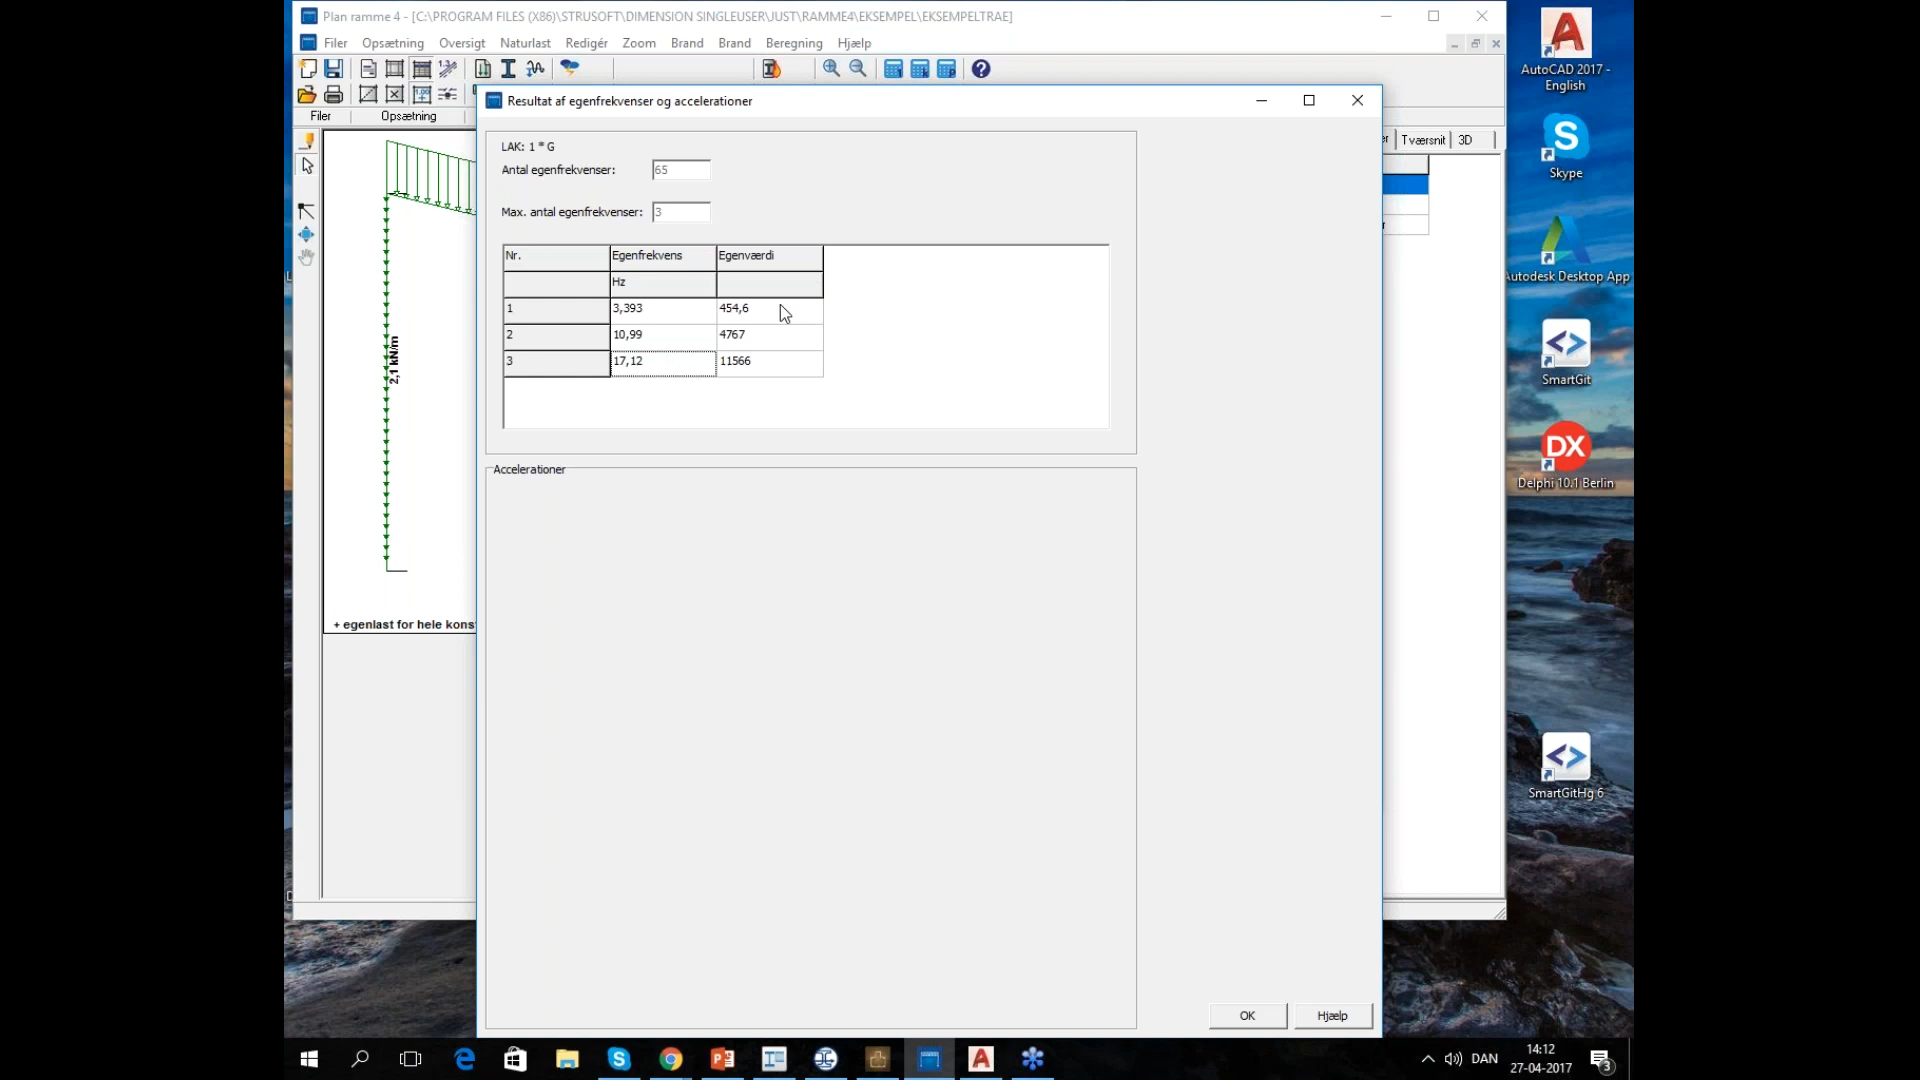 Plan ramme 4 - [C:\PROGRAM FILES (X86)\STRUSOFT\DIMENSION SINGLEUSER\JUST\RAMME4\EKSEMPEL\EKSEMPELTRAE]
Filer Opsætning Oversigt Naturlast Redigér Zoom Brand Brand Beregning Hjælp
Filer Opsætning
Tværsnit 3D
2,1 kN/m
+ egenlast for hele kons
Resultat af egenfrekvenser og accelerationer
LAK: 1 * G
Antal egenfrekvenser: 65
Max. antal egenfrekvenser: 3
Nr. Egenfrekvens Egenværdi
Hz
1 3,393 454,6
2 10,99 4767
3 17,12 11566
Accelerationer
OK Hjælp
AutoCAD 2017 - English
Skype
Autodesk Desktop App
SmartGit
DX
Delphi 10.1 Berlin
SmartGitHg 6
DAN
14:12
27-04-2017
3